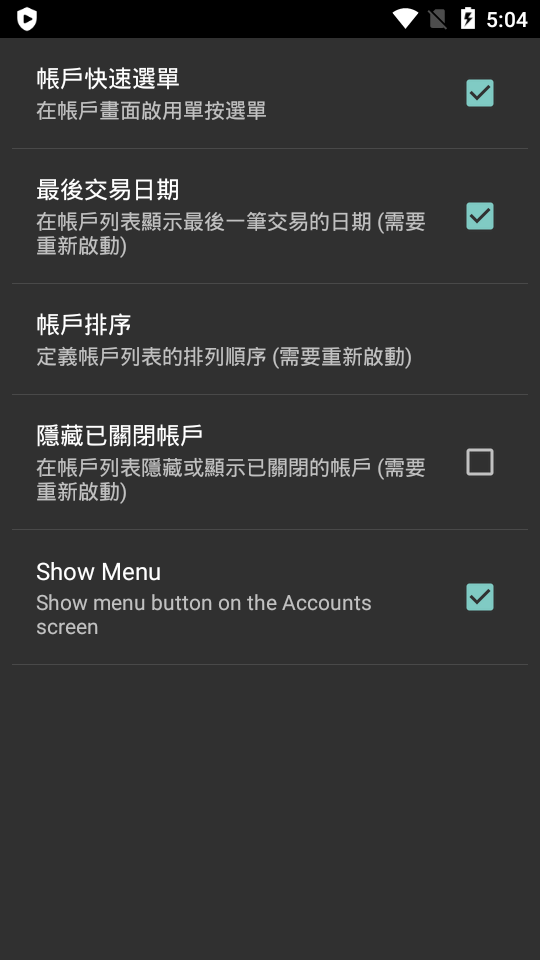 5:04
帳戶快速選單
在帳戶畫面啟用單按選單
最後交易日期
在帳戶列表顯示最後一筆交易的日期 (需要
重新啟動)
帳戶排序
定義帳戶列表的排列順序 (需要重新啟動)
隱藏已關閉帳戶
在帳戶列表隱藏或顯示已關閉的帳戶 (需要
重新啟動)
Show Menu
Show menu button on the Accounts
screen